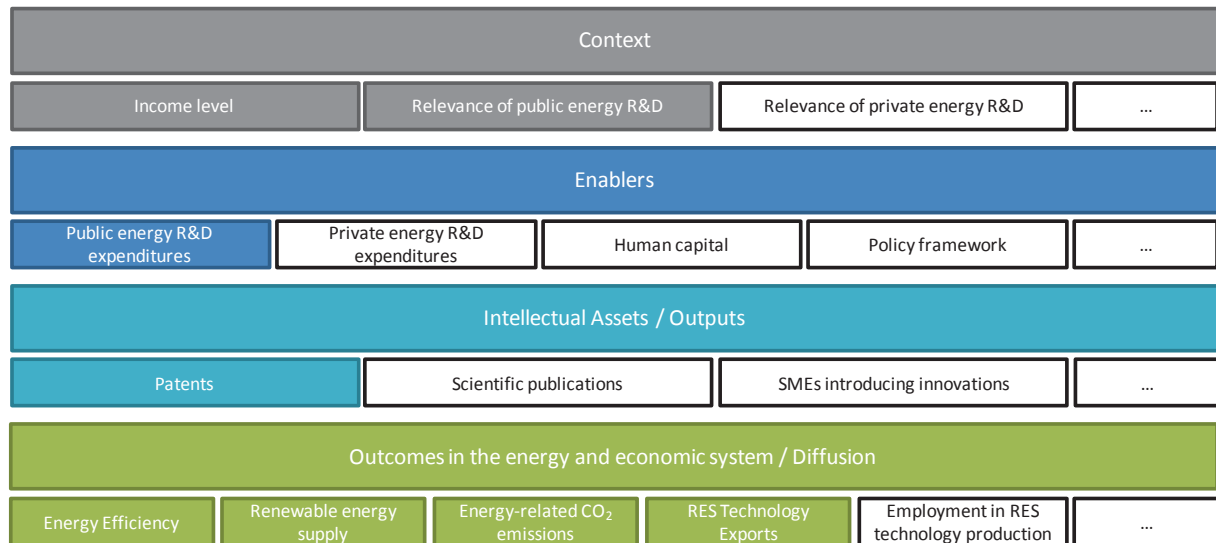 Context
Income level
Relevance of public energy R&D
Relevance of private energy R&D
...
Enablers
Public energy R&D
expenditures
Private energy R&D
expenditures
Human capital
Policy framework
...
Intellectual Assets / Outputs
Patents
Scientific publications
SMEs introducing innovations
...
Outcomes in the energy and economic system / Diffusion
Energy Efficiency
Renewable energy
supply
Energy-related CO₂
emissions
RES Technology
Exports
Employment in RES
technology production
...